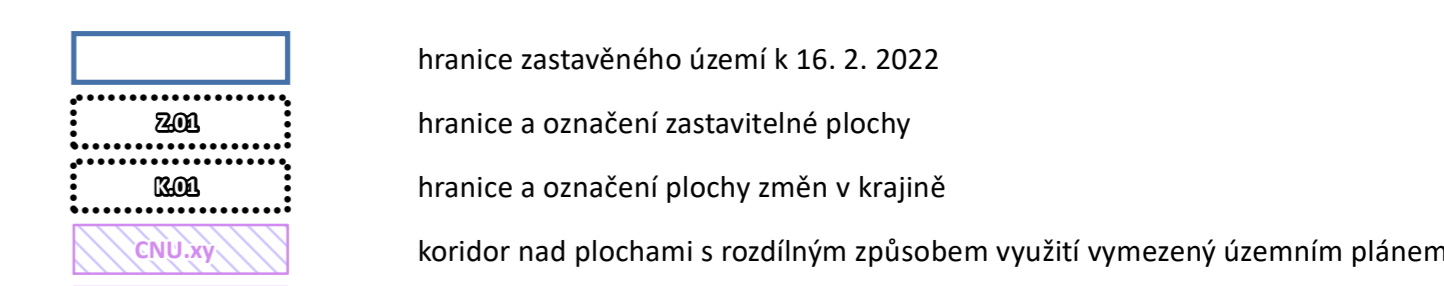 hranice zastavěného území k 16. 2. 2022
Z.01 hranice a označení zastavitelné plochy
K.01 hranice a označení plochy změn v krajině
CNU.xy koridor nad plochami s rozdílným způsobem využití vymezený územním plánem